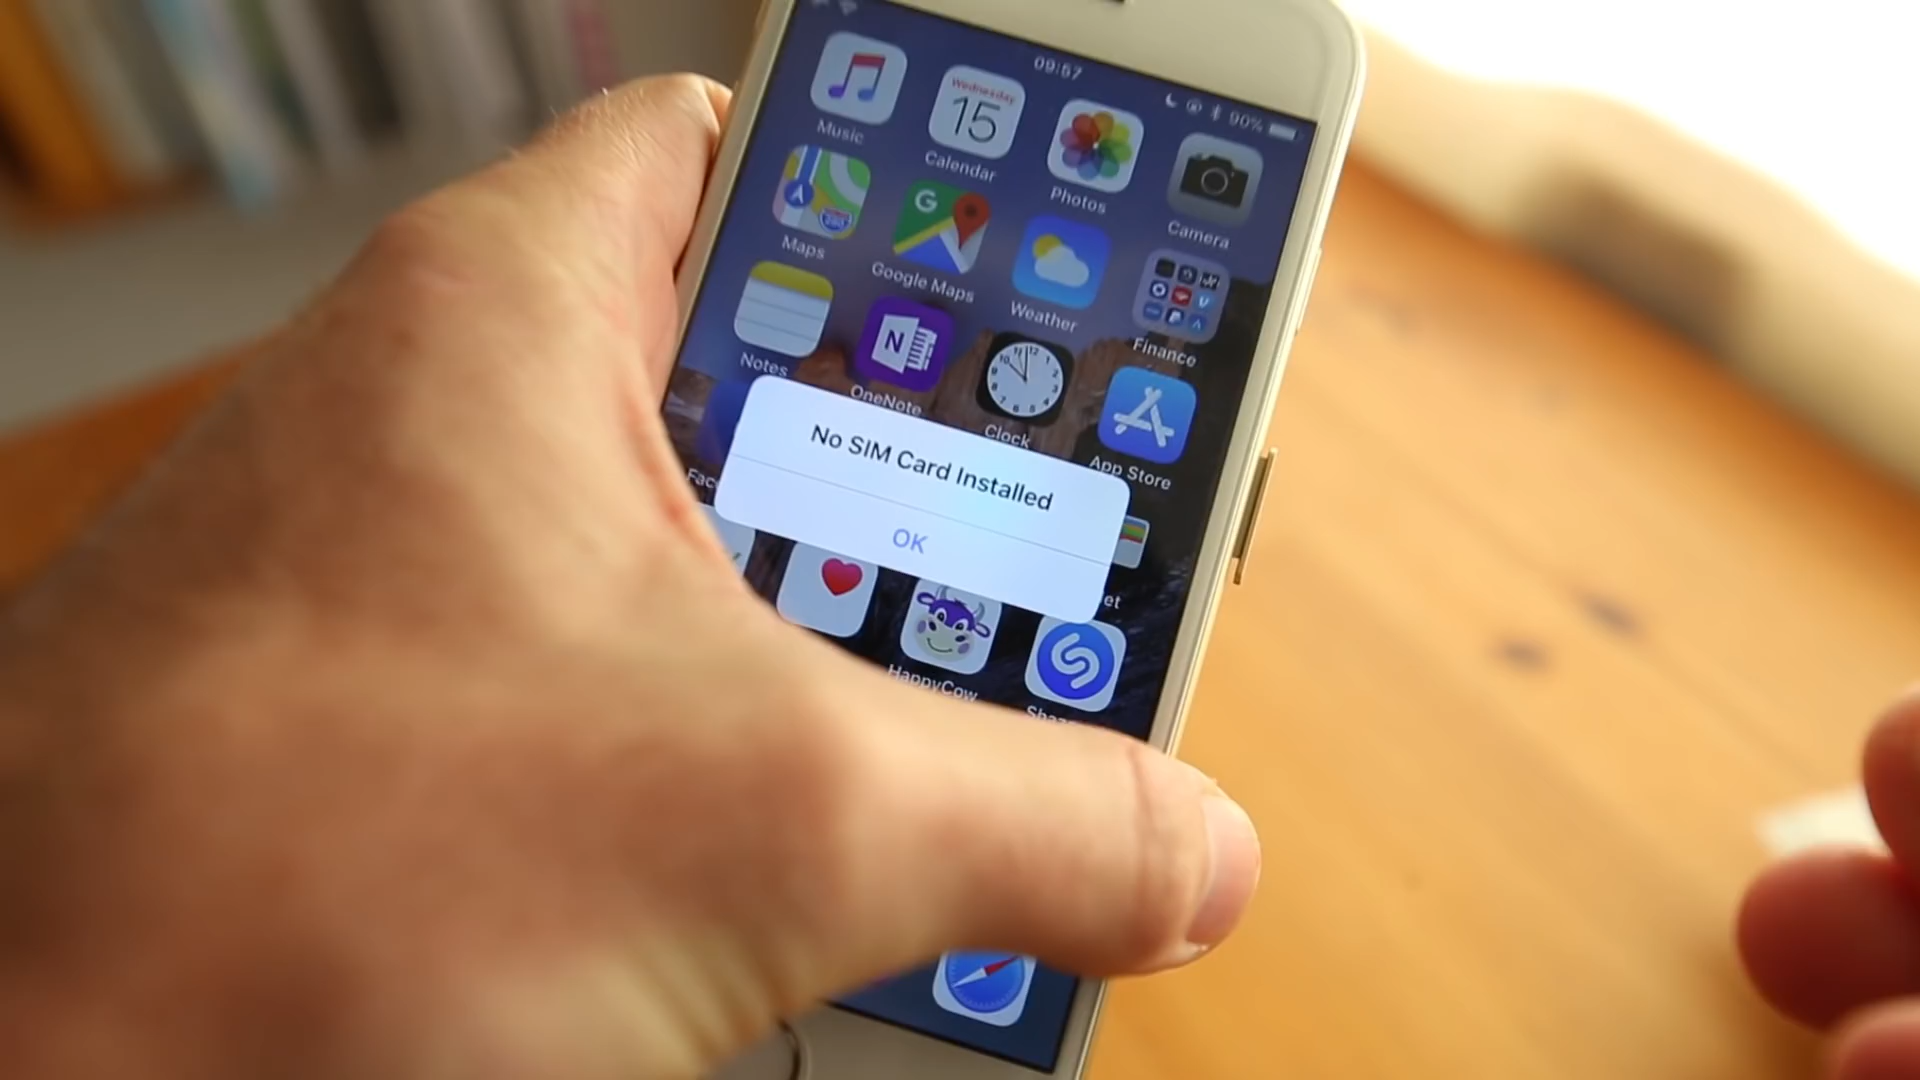 09:57
90%
Music
Wednesday
15
Calendar
Photos
Camera
Maps
G
Google Maps
Weather
Finance
Notes
N
OneNote
Clock
App Store
No SIM Card Installed
OK
HappyCow